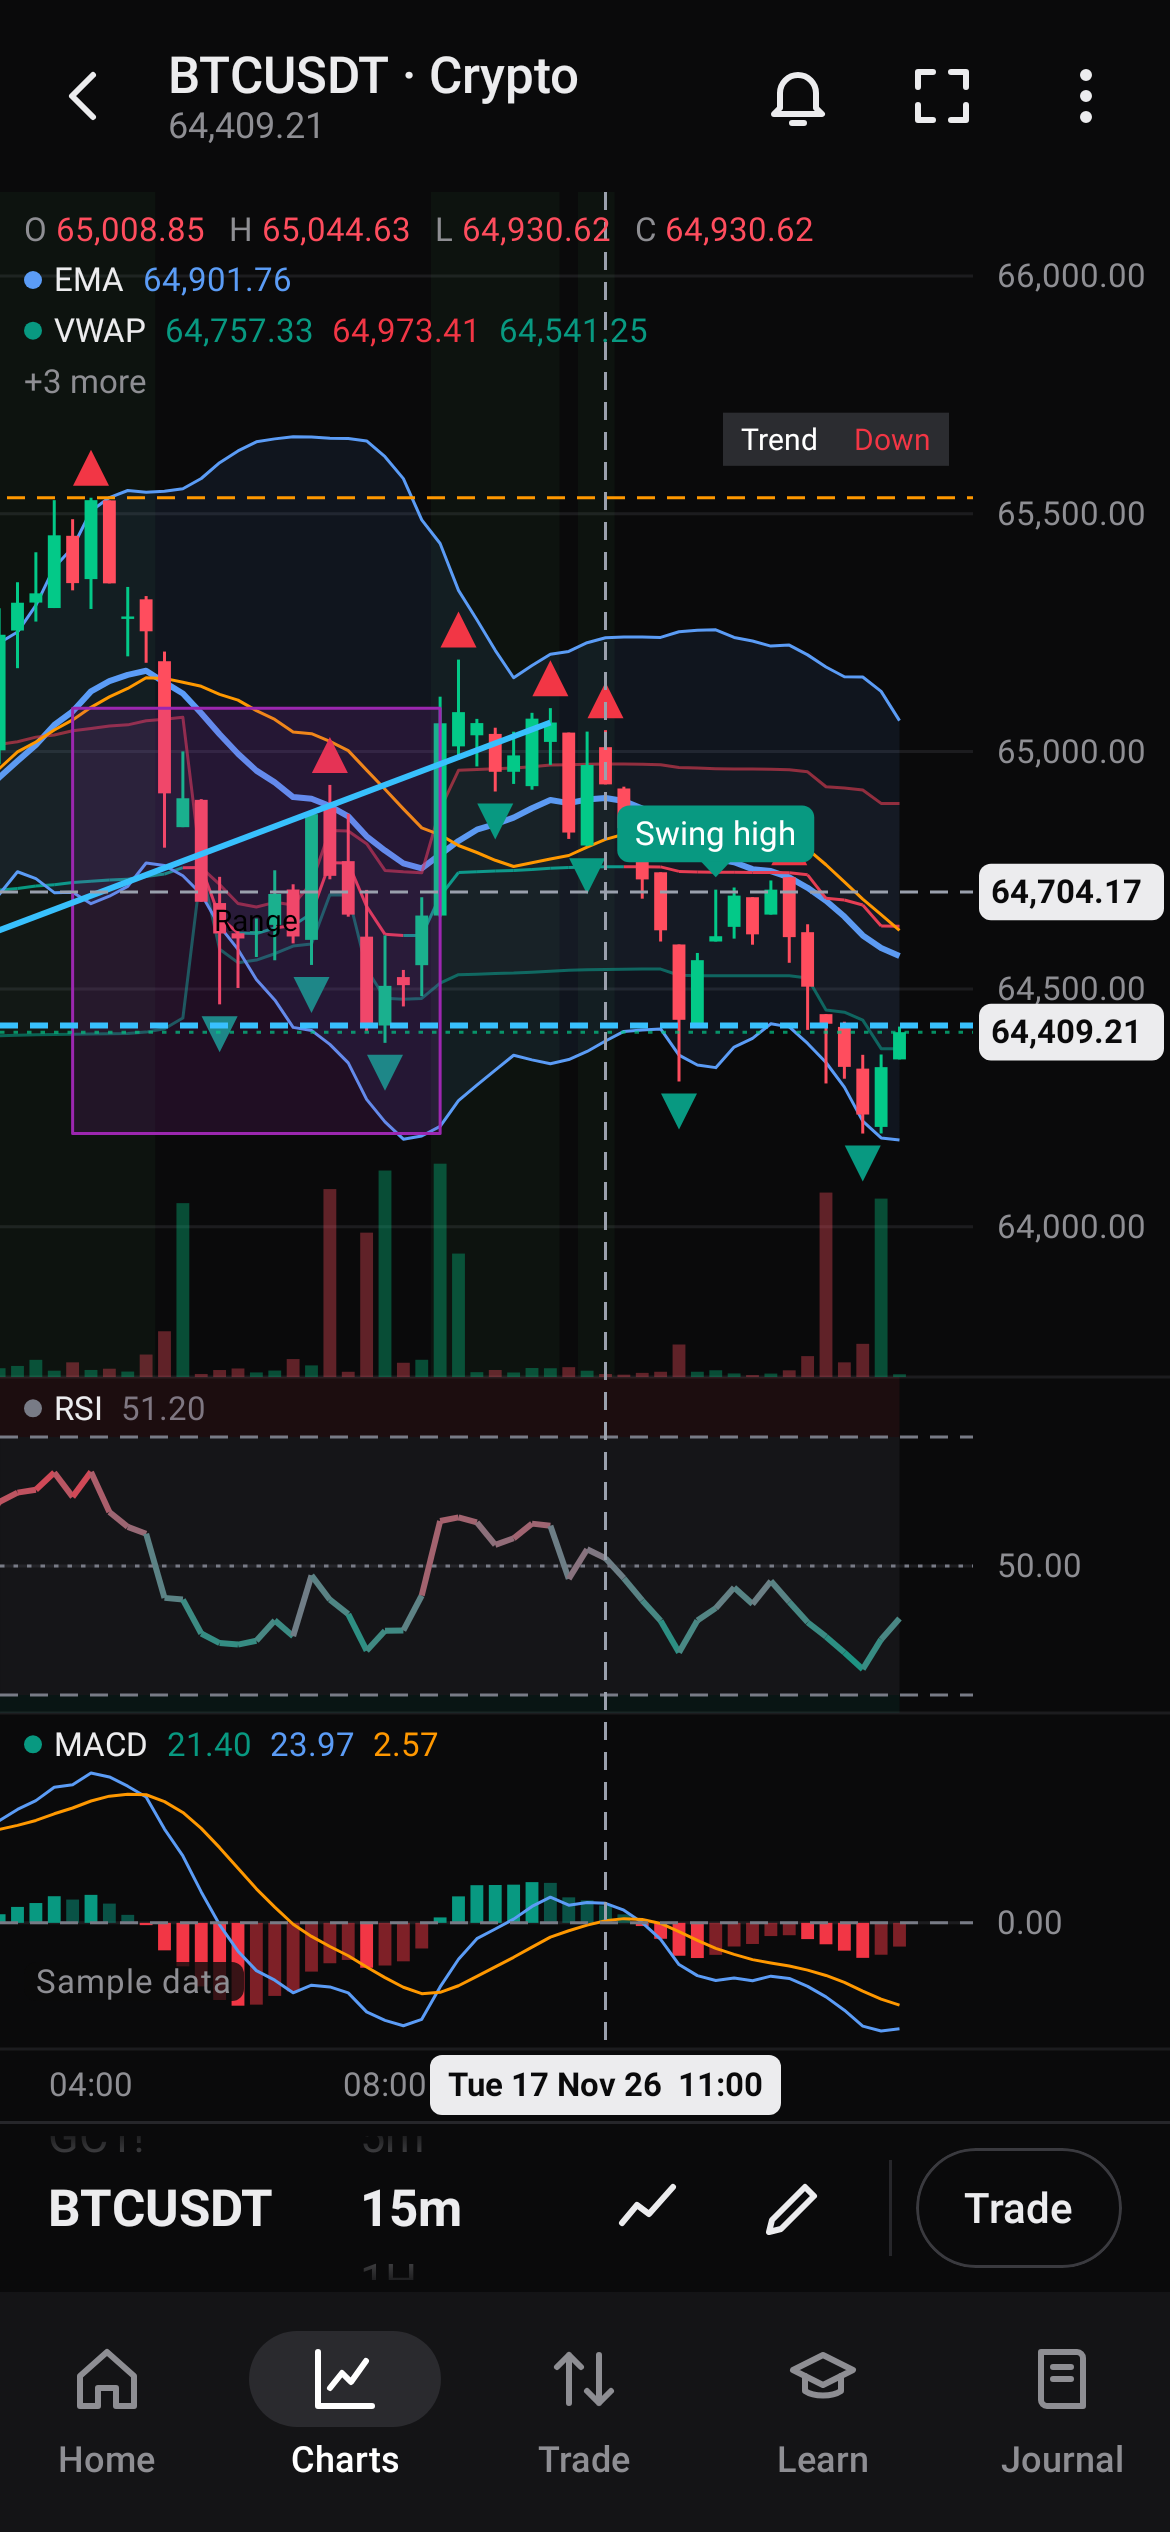 BTCUSDT · Crypto
64,409.21
O 65,008.85 H 65,044.63 L 64,930.62 C 64,930.62
EMA 64,901.76
VWAP 64,757.33 64,973.41 64,541.25
+3 more
66,000.00
Trend Down
65,500.00
65,000.00
Swing high
64,704.17
Range
64,500.00
64,409.21
64,000.00
RSI 51.20
50.00
MACD 21.40 23.97 2.57
0.00
Sample data
04:00 08:00 Tue 17 Nov 26 11:00
BTCUSDT 15m Trade
1H
Home Charts Trade Learn Journal